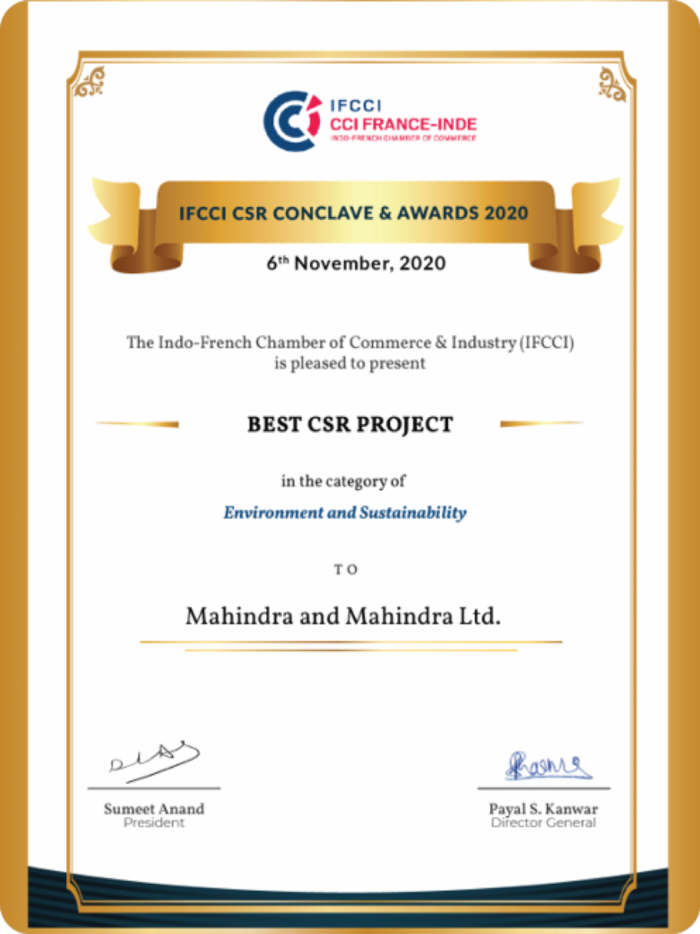 IFCCI
CCI FRANCE-INDE
INDO-FRENCH CHAMBER OF COMMERCE
IFCCI CSR CONCLAVE & AWARDS 2020
6th November, 2020
The Indo-French Chamber of Commerce & Industry (IFCCI)
is pleased to present
BEST CSR PROJECT
in the category of
Environment and Sustainability
TO
Mahindra and Mahindra Ltd.
Sumeet Anand
President
Payal S. Kanwar
Director General